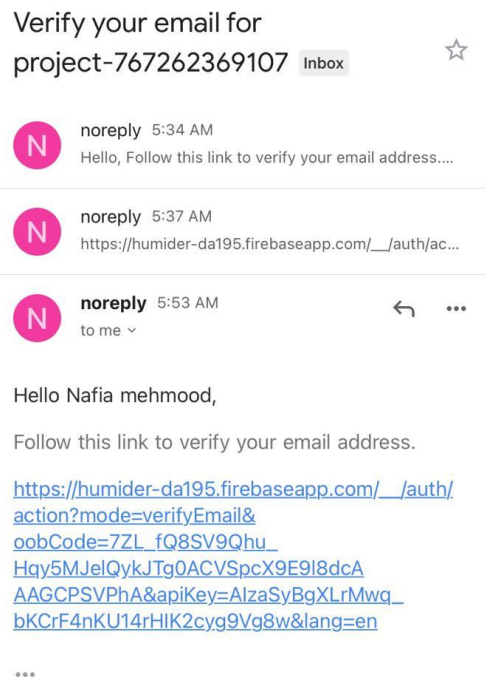 Verify your email for
project-767262369107 Inbox
N
noreply 5:34 AM
Hello, Follow this link to verify your email address....
N
noreply 5:37 AM
https://humider-da195.firebaseapp.com/__/auth/ac...
N
noreply 5:53 AM
to me
Hello Nafia mehmood,
Follow this link to verify your email address.
https://humider-da195.firebaseapp.com/__/auth/
action?mode=verifyEmail&
oobCode=7ZL_fQ8SV9Qhu_
Hqy5MJelQykJTg0ACVSpcX9E9l8dcA
AAGCPSVPhA&apiKey=AIzaSyBgXLrMwq_
bKCrF4nKU14rHIK2cyg9Vg8w&lang=en